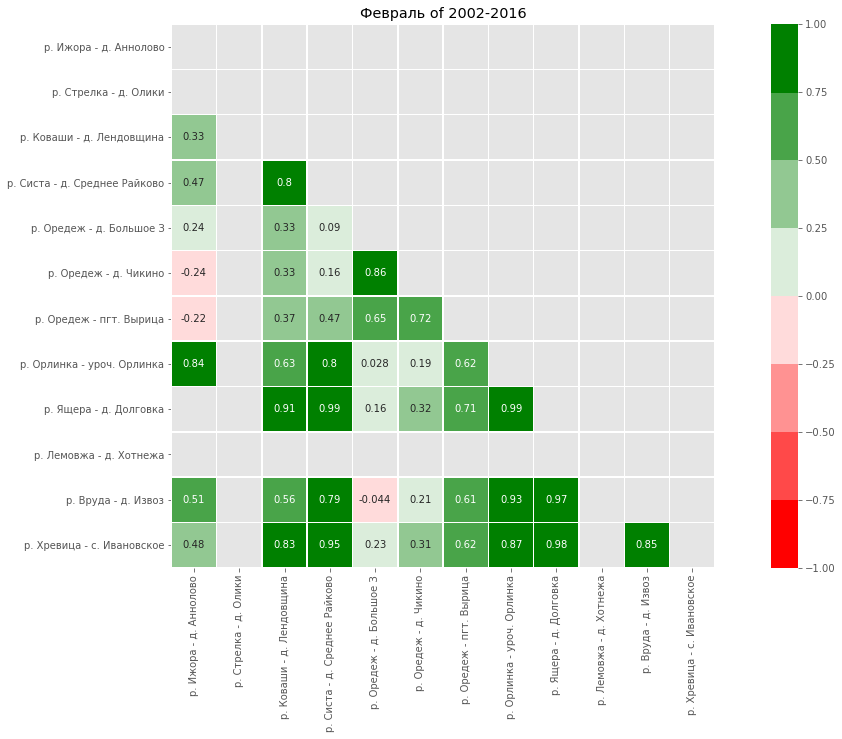 Февраль of 2002-2016
р. Ижора - д. Аннолово
р. Стрелка - д. Олики
р. Коваши - д. Лендовщина 0.33
р. Систа - д. Среднее Райково 0.47 0.8
р. Оредеж - д. Большое З 0.24 0.33 0.09
р. Оредеж - д. Чикино -0.24 0.33 0.16 0.86
р. Оредеж - пгт. Вырица -0.22 0.37 0.47 0.65 0.72
р. Орлинка - уроч. Орлинка 0.84 0.63 0.8 0.028 0.19 0.62
р. Ящера - д. Долговка 0.91 0.99 0.16 0.32 0.71 0.99
р. Лемовжа - д. Хотнежа
р. Вруда - д. Извоз 0.51 0.56 0.79 -0.044 0.21 0.61 0.93 0.97
р. Хревица - с. Ивановское 0.48 0.83 0.95 0.23 0.31 0.62 0.87 0.98 0.85
р. Ижора - д. Аннолово
р. Стрелка - д. Олики
р. Коваши - д. Лендовщина
р. Систа - д. Среднее Райково
р. Оредеж - д. Большое З
р. Оредеж - д. Чикино
р. Оредеж - пгт. Вырица
р. Орлинка - уроч. Орлинка
р. Ящера - д. Долговка
р. Лемовжа - д. Хотнежа
р. Вруда - д. Извоз
р. Хревица - с. Ивановское
1.00
0.75
0.50
0.25
0.00
−0.25
−0.50
−0.75
−1.00